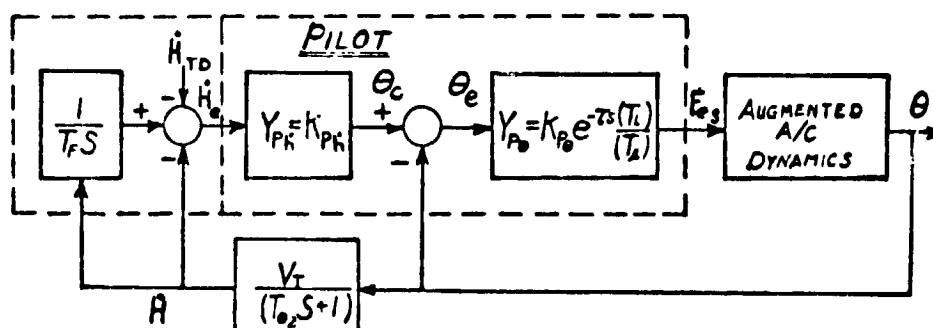 PILOT
1
T_F S
+
-
Ḣ_TD
-
Ḣ_e
Y_Pḣ = K_Pḣ
θ_c
+
-
θ_e
Y_Pθ = K_Pθ e^-τs (T_L)
(T_l)
F_es
AUGMENTED
A/C
DYNAMICS
θ
Ḣ
V_T
(T_θ2 S+1)